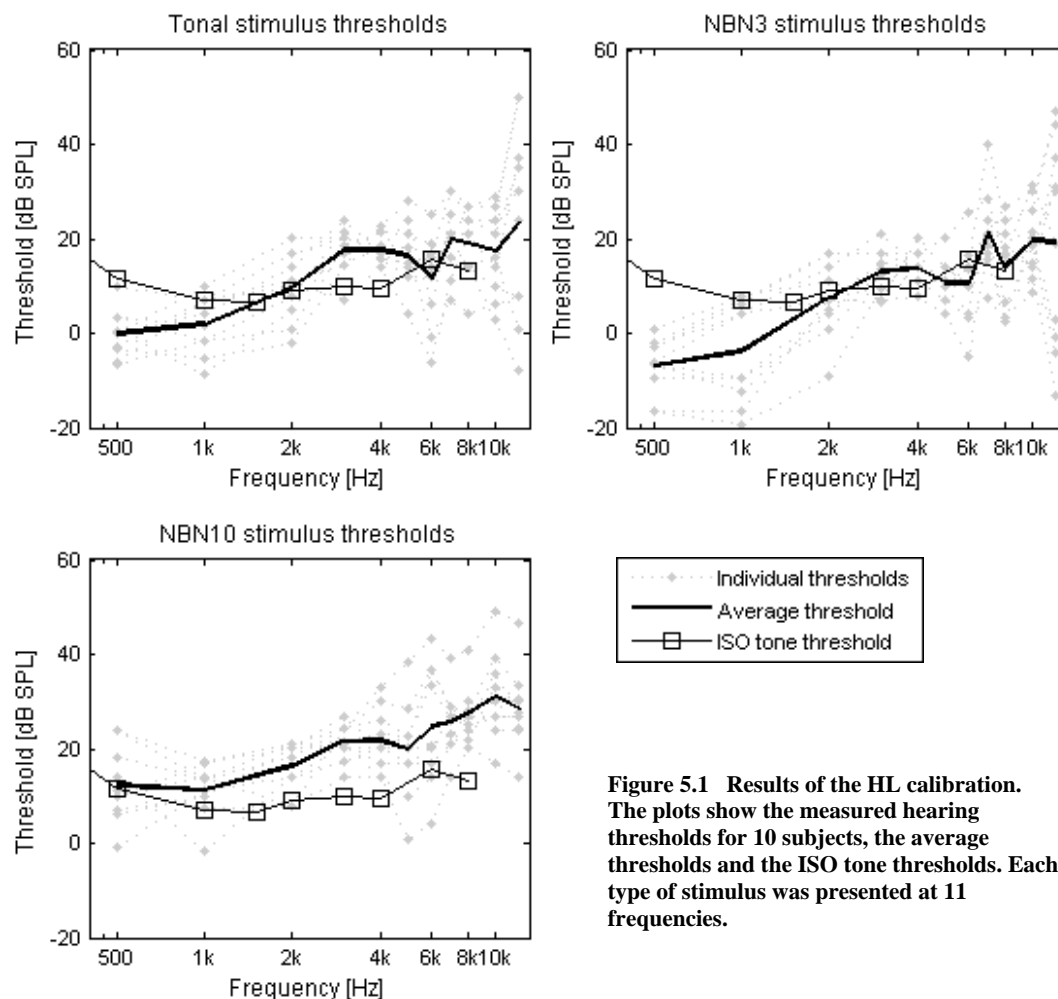 Tonal stimulus thresholds
60
40
20
0
-20
Threshold [dB SPL]
500 1k 2k 4k 6k 8k10k
Frequency [Hz]
NBN3 stimulus thresholds
60
40
20
0
-20
Threshold [dB SPL]
500 1k 2k 4k 6k 8k10k
Frequency [Hz]
NBN10 stimulus thresholds
60
40
20
0
-20
Threshold [dB SPL]
500 1k 2k 4k 6k 8k10k
Frequency [Hz]
Individual thresholds
Average threshold
ISO tone threshold
Figure 5.1 Results of the HL calibration.
The plots show the measured hearing
thresholds for 10 subjects, the average
thresholds and the ISO tone thresholds. Each
type of stimulus was presented at 11
frequencies.